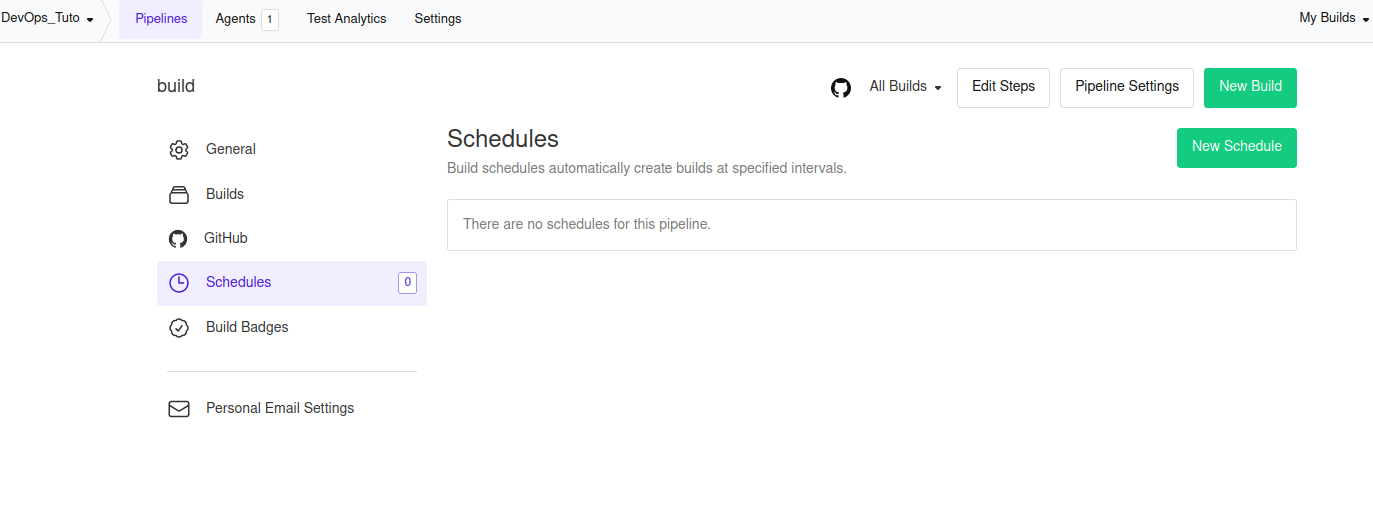 DevOps_Tuto Pipelines Agents 1 Test Analytics Settings My Builds
build All Builds Edit Steps Pipeline Settings New Build
General
Builds
GitHub
Schedules 0
Build Badges
Personal Email Settings
Schedules New Schedule
Build schedules automatically create builds at specified intervals.
There are no schedules for this pipeline.